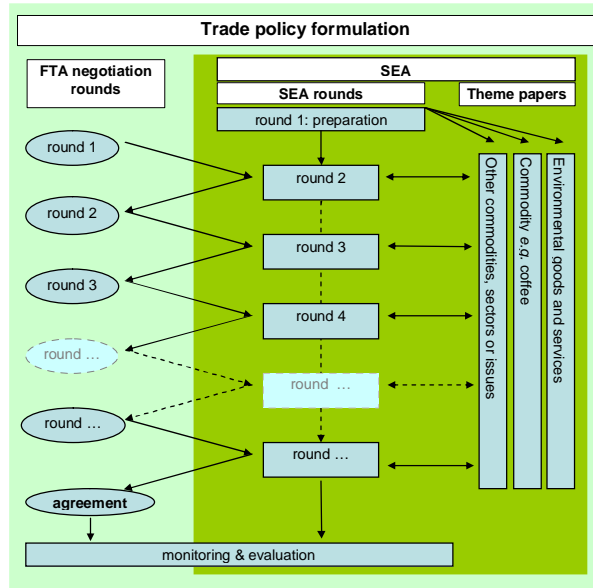 Trade policy formulation
FTA negotiation
rounds
SEA
SEA rounds
Theme papers
round 1: preparation
round 1
round 2
round 2
round 3
round 3
round 4
round …
round …
round …
round …
agreement
monitoring & evaluation
Other commodities, sectors or issues
Commodity e.g. coffee
Environmental goods and services